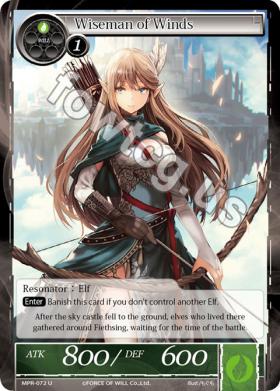 Wiseman of Winds
1
fowtcg.us
Resonator : Elf
Enter Banish this card if you don't control another Elf.
After the sky castle fell to the ground, elves who lived there
gathered around Fiethsing, waiting for the time of the battle.
ATK 800/ DEF 600
MPR-072 U ©FORCE OF WILL Co.,Ltd.